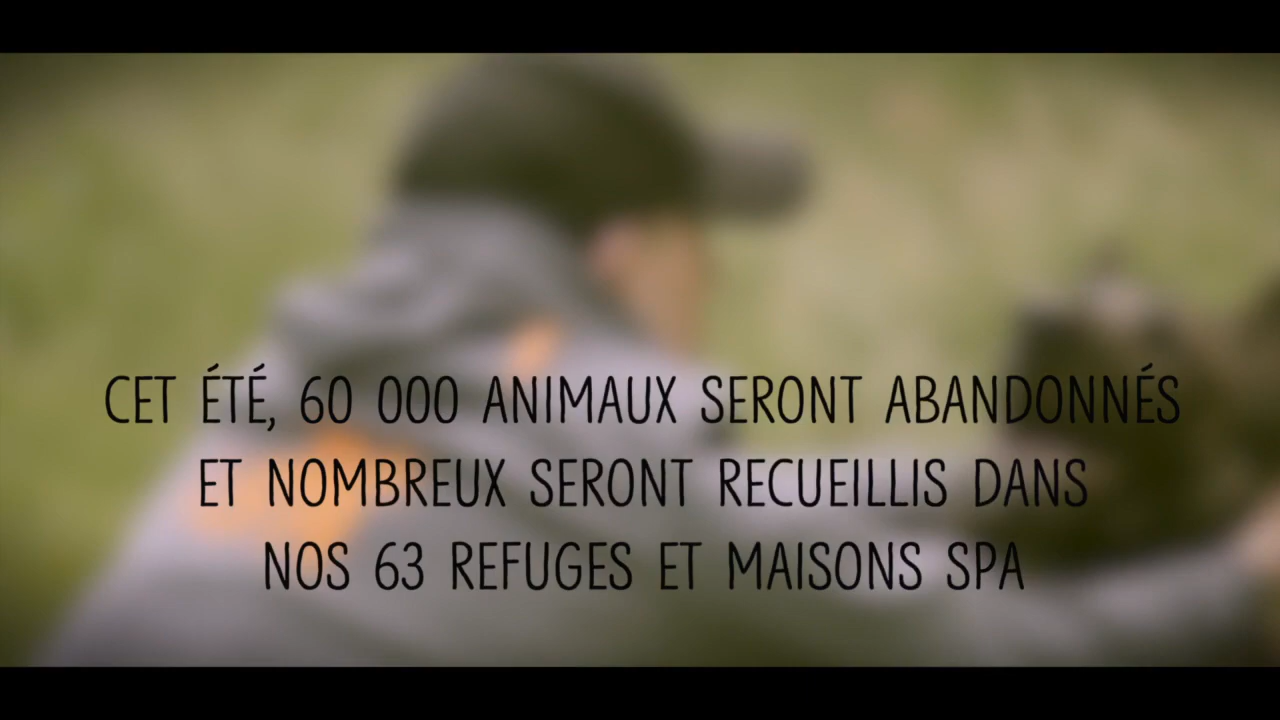 CET ÉTÉ, 60 000 ANIMAUX SERONT ABANDONNÉS
ET NOMBREUX SERONT RECUEILLIS DANS
NOS 63 REFUGES ET MAISONS SPA